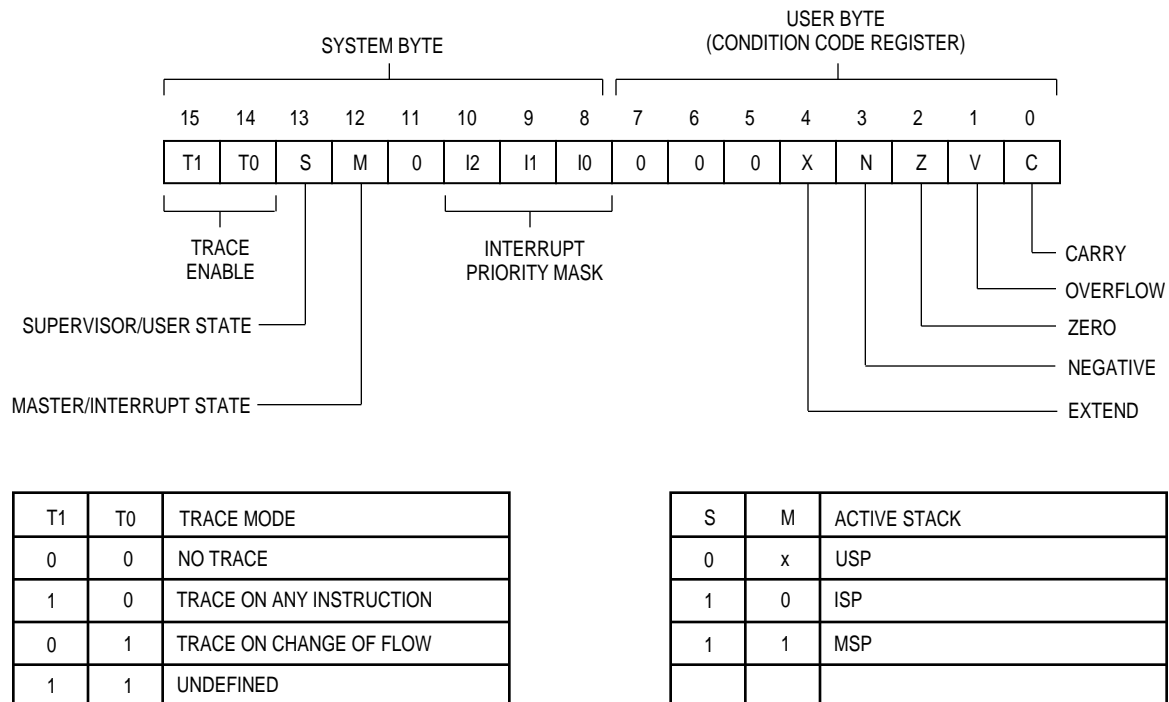 USER BYTE
(CONDITION CODE REGISTER)
SYSTEM BYTE
15 14 13 12 11 10 9 8 7 6 5 4 3 2 1 0
T1 T0 S M 0 I2 I1 I0 0 0 0 X N Z V C
TRACE
ENABLE
INTERRUPT
PRIORITY MASK
CARRY
OVERFLOW
SUPERVISOR/USER STATE
ZERO
NEGATIVE
MASTER/INTERRUPT STATE
EXTEND
T1 T0 TRACE MODE
0 0 NO TRACE
1 0 TRACE ON ANY INSTRUCTION
0 1 TRACE ON CHANGE OF FLOW
1 1 UNDEFINED
S M ACTIVE STACK
0 x USP
1 0 ISP
1 1 MSP